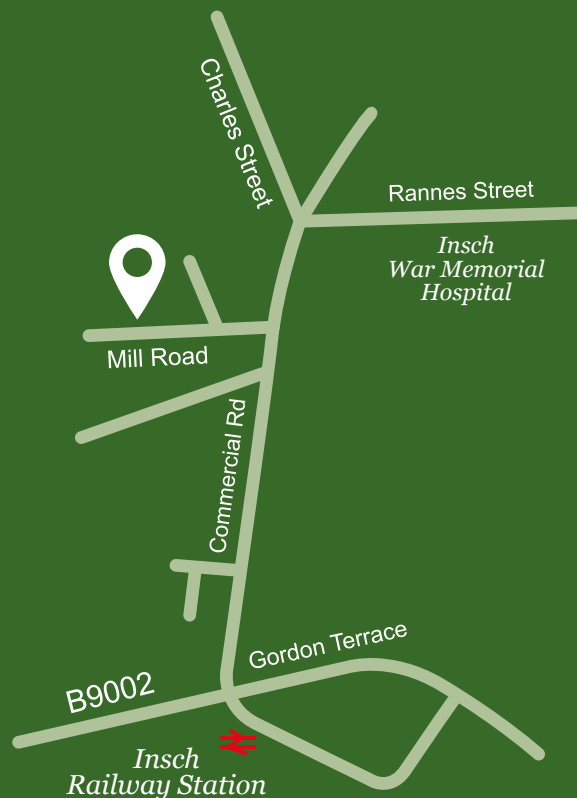 Charles Street
Rannes Street
Insch
War Memorial
Hospital
Mill Road
Commercial Rd
Gordon Terrace
B9002
Insch
Railway Station